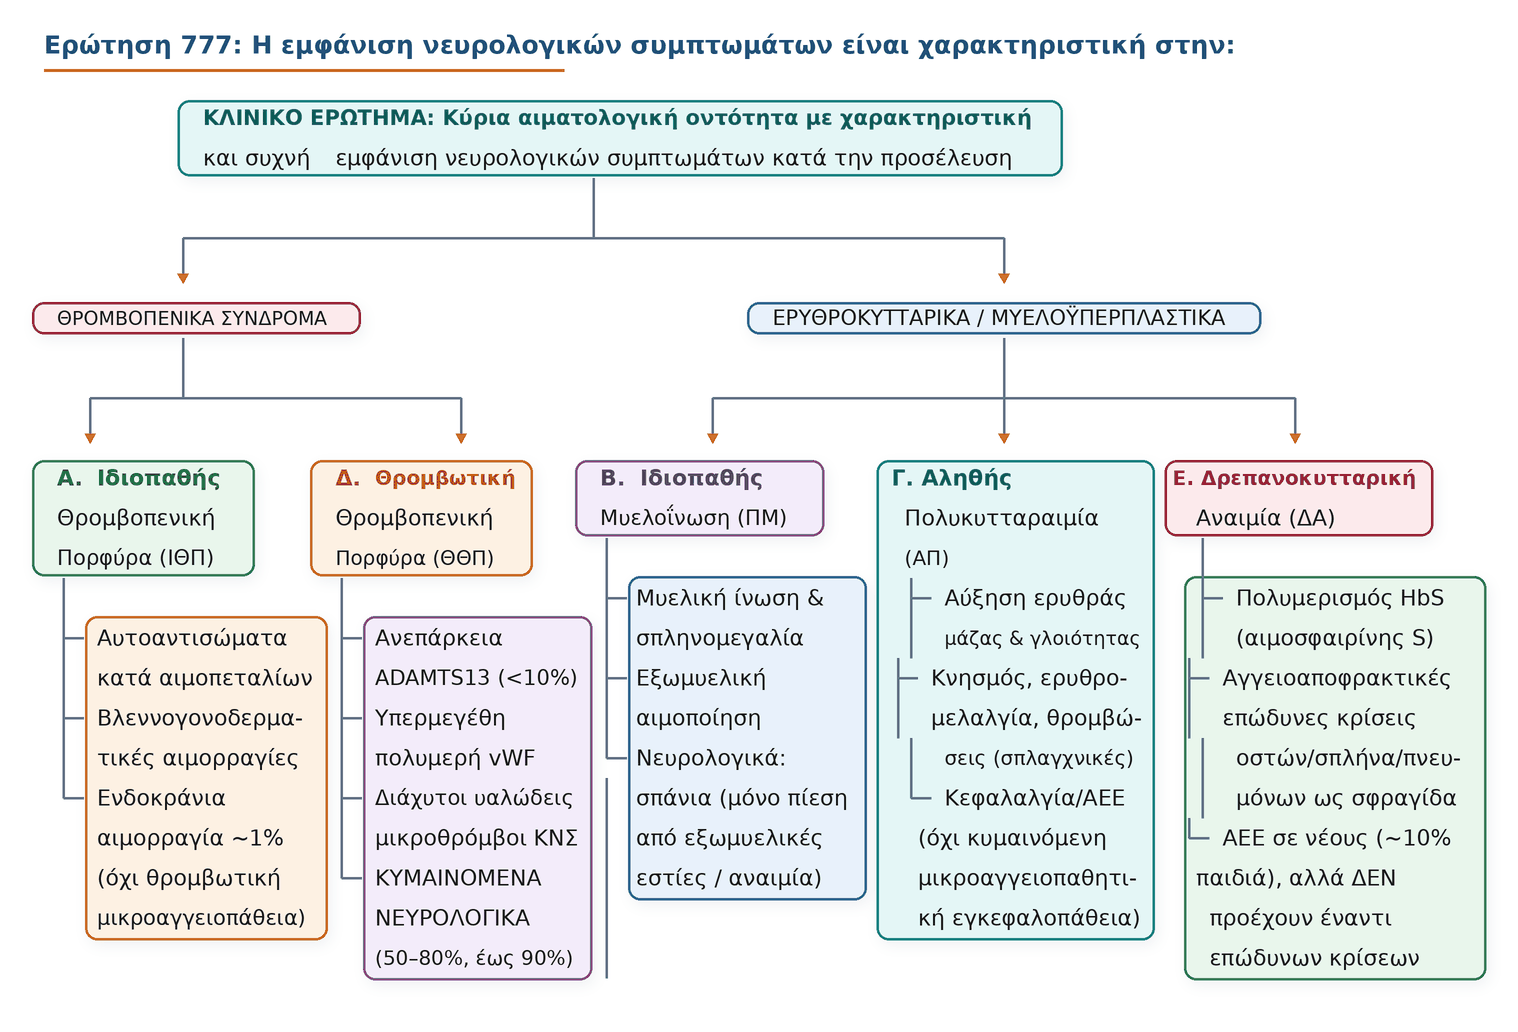 Ερώτηση 777: Η εμφάνιση νευρολογικών συμπτωμάτων είναι χαρακτηριστική στην:
ΚΛΙΝΙΚΟ ΕΡΩΤΗΜΑ: Κύρια αιματολογική οντότητα με χαρακτηριστική
και συχνή εμφάνιση νευρολογικών συμπτωμάτων κατά την προσέλευση
ΘΡΟΜΒΟΠΕΝΙΚΑ ΣΥΝΔΡΟΜΑ
ΕΡΥΘΡΟΚΥΤΤΑΡΙΚΑ / ΜΥΕΛΟΫΠΕΡΠΛΑΣΤΙΚΑ
Α. Ιδιοπαθής
Θρομβοπενική
Πορφύρα (ΙΘΠ)
Αυτοαντισώματα
κατά αιμοπεταλίων
Βλεννογονοδερμα-
τικές αιμορραγίες
Ενδοκράνια
αιμορραγία ~1%
(όχι θρομβωτική
μικροαγγειοπάθεια)
Δ. Θρομβωτική
Θρομβοπενική
Πορφύρα (ΘΘΠ)
Ανεπάρκεια
ADAMTS13 (<10%)
Υπερμεγέθη
πολυμερή vWF
Διάχυτοι υαλώδεις
μικροθρόμβοι ΚΝΣ
ΚΥΜΑΙΝΟΜΕΝΑ
ΝΕΥΡΟΛΟΓΙΚΑ
(50–80%, έως 90%)
Β. Ιδιοπαθής
Μυελοΐνωση (ΠΜ)
Μυελική ίνωση &
σπληνομεγαλία
Εξωμυελική
αιμοποίηση
Νευρολογικά:
σπάνια (μόνο πίεση
από εξωμυελικές
εστίες / αναιμία)
Γ. Αληθής
Πολυκυτταραιμία
(ΑΠ)
Αύξηση ερυθράς
μάζας & γλοιότητας
Κνησμός, ερυθρο-
μελαλγία, θρομβώ-
σεις (σπλαγχνικές)
Κεφαλαλγία/ΑΕΕ
(όχι κυμαινόμενη
μικροαγγειοπαθητι-
κή εγκεφαλοπάθεια)
Ε. Δρεπανοκυτταρική
Αναιμία (ΔΑ)
Πολυμερισμός HbS
(αιμοσφαιρίνης S)
Αγγειοαποφρακτικές
επώδυνες κρίσεις
οστών/σπλήνα/πνευ-
μόνων ως σφραγίδα
ΑΕΕ σε νέους (~10%
παιδιά), αλλά ΔΕΝ
προέχουν έναντι
επώδυνων κρίσεων